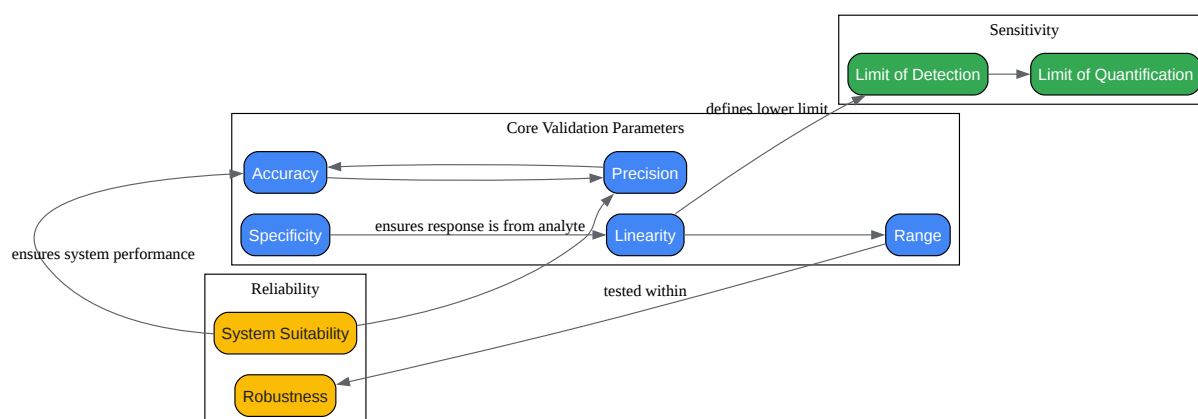 Sensitivity
Limit of Detection
Limit of Quantification
defines lower limit
Core Validation Parameters
Accuracy
Precision
Specificity
ensures response is from analyte
Linearity
Range
ensures system performance
Reliability
tested within
System Suitability
Robustness